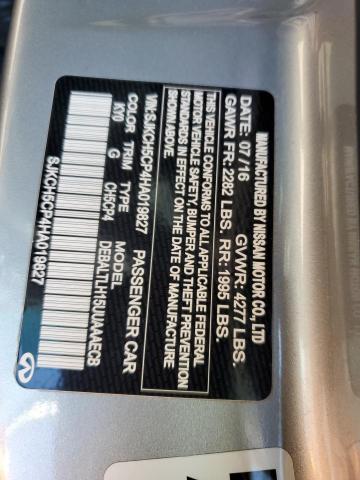 MANUFACTURED BY NISSAN MOTOR CO., LTD
DATE: 07/16 GVWR: 4277 LBS.
GAWR FR: 2282 LBS. RR: 1995 LBS.
THIS VEHICLE CONFORMS TO ALL APPLICABLE FEDERAL
MOTOR VEHICLE SAFETY, BUMPER AND THEFT PREVENTION
STANDARDS IN EFFECT ON THE DATE OF MANUFACTURE
SHOWN ABOVE.
VIN:SJKCH5CP4HA019827 PASSENGER CAR
COLOR TRIM TYPE MODEL
KY0 G CH5CP4 DEBALTLH15UUAAAEC8
SJKCH5CP4HA019827